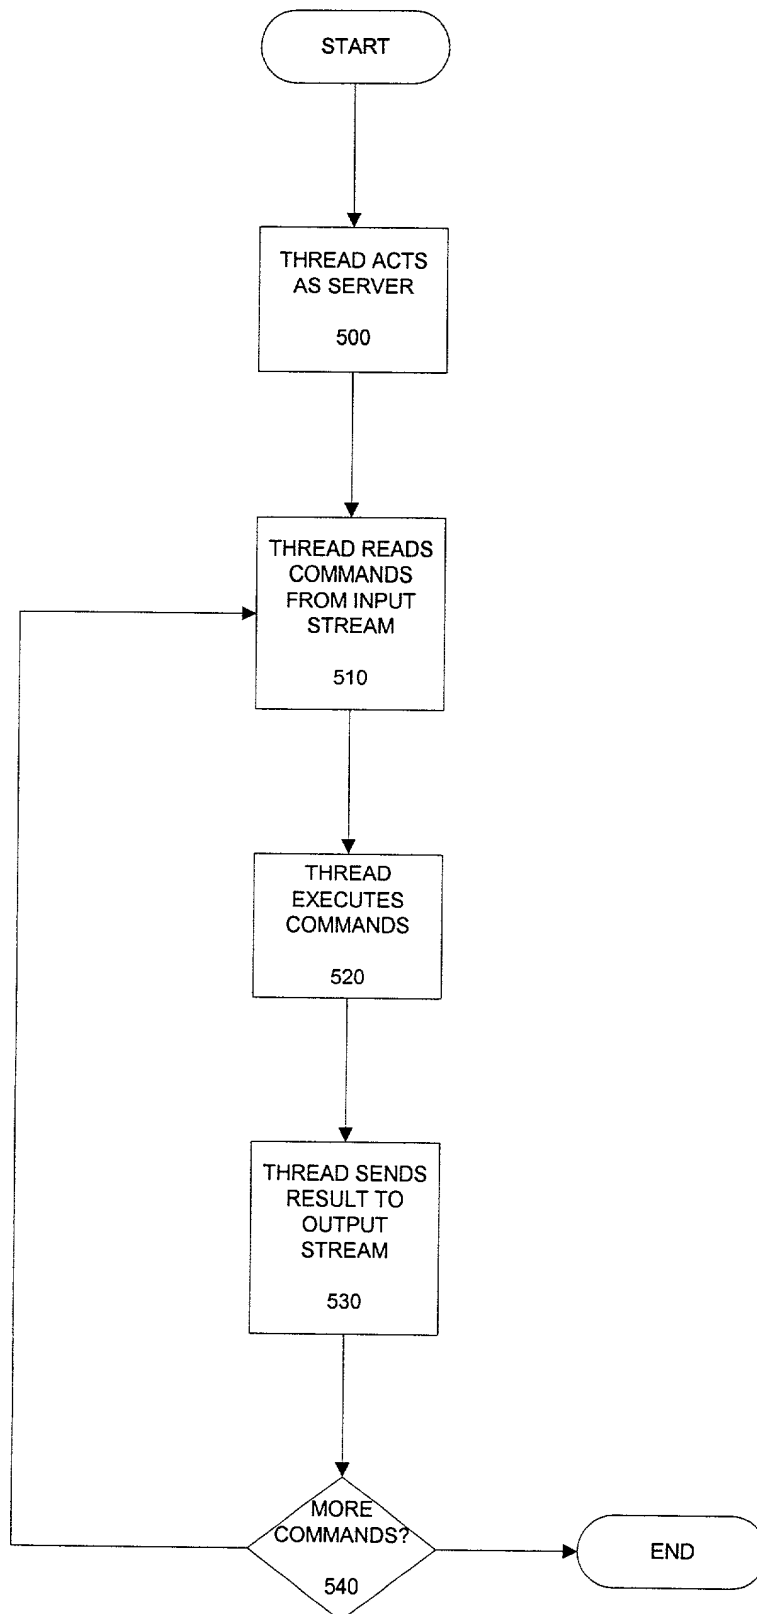 START
THREAD ACTS
AS SERVER
500
THREAD READS
COMMANDS
FROM INPUT
STREAM
510
THREAD
EXECUTES
COMMANDS
520
THREAD SENDS
RESULT TO
OUTPUT
STREAM
530
MORE
COMMANDS?
540
END